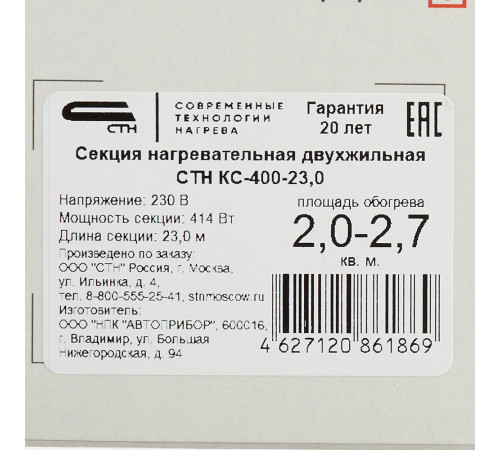 СТН
СОВРЕМЕННЫЕ
ТЕХНОЛОГИИ
НАГРЕВА
Гарантия
20 лет
ЕАС
Секция нагревательная двухжильная
СТН КС-400-23,0
Напряжение: 230 В
Мощность секции: 414 Вт
Длина секции: 23,0 м
Произведено по заказу:
ООО "СТН" Россия, г. Москва,
ул. Ильинка, д. 4,
тел. 8-800-555-25-41, stnmoscow.ru
Изготовитель:
ООО "НПК "АВТОПРИБОР", 600016,
г. Владимир, ул. Большая
Нижегородская, д. 94
площадь обогрева
2,0-2,7
кв. м.
4 627120 861869